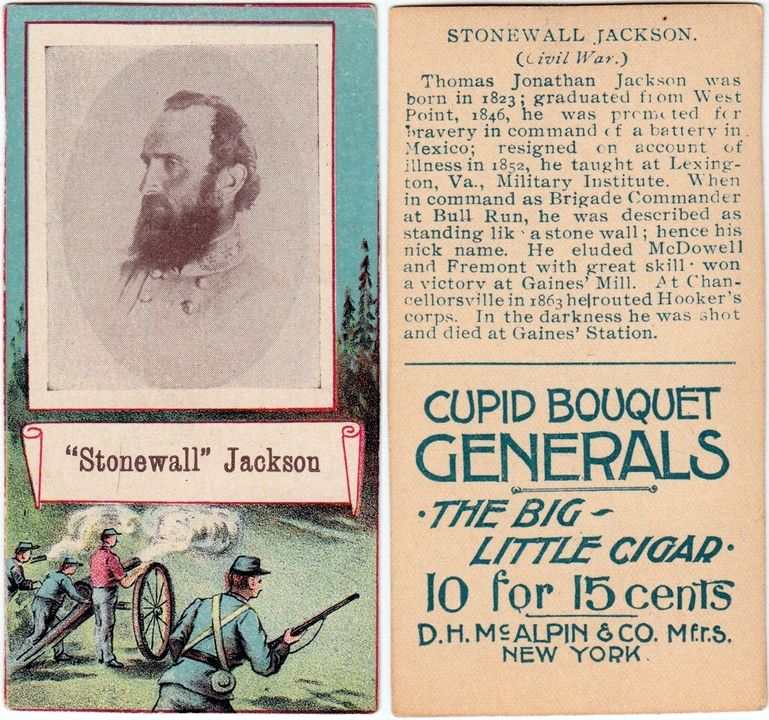 "Stonewall" Jackson
STONEWALL JACKSON.
(Civil War.)
Thomas Jonathan Jackson was
born in 1823; graduated from West
Point, 1846, he was promoted for
bravery in command of a battery in
Mexico; resigned on account of
illness in 1852, he taught at Lexing-
ton, Va., Military Institute. When
in command as Brigade Commander
at Bull Run, he was described as
standing lik a stone wall; hence his
nick name. He eluded McDowell
and Fremont with great skill· won
a victory at Gaines' Mill. At Chan-
cellorsville in 1863 he routed Hooker's
corps. In the darkness he was shot
and died at Gaines' Station.
CUPID BOUQUET
GENERALS
·THE BIG-
LITTLE CIGAR·
10 for 15 cents
D.H. McALPIN & CO. Mfrs.
NEW YORK.